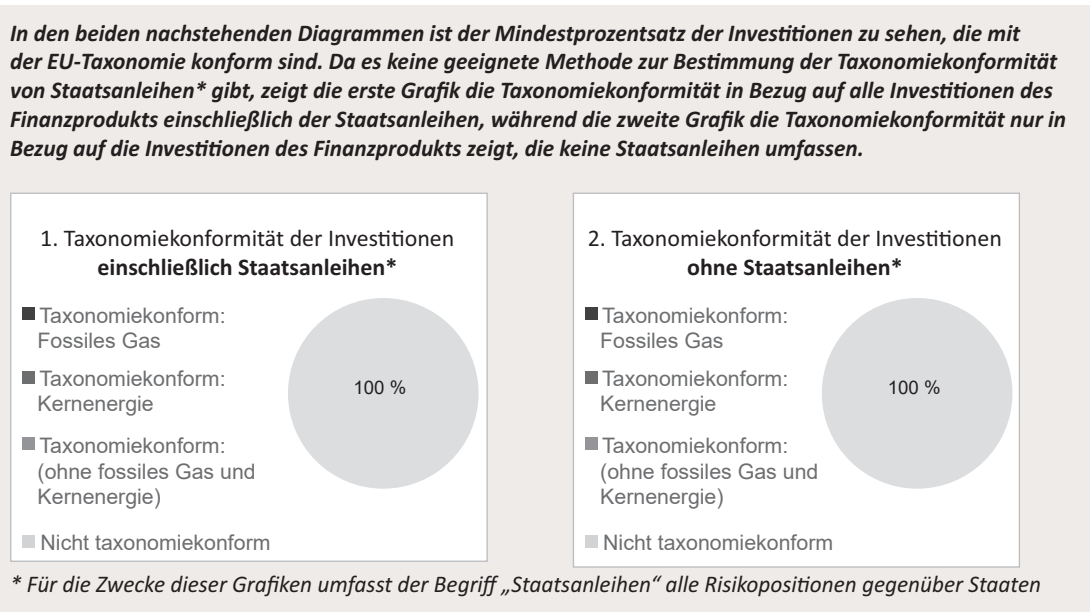 In den beiden nachstehenden Diagrammen ist der Mindestprozentsatz der Investitionen zu sehen, die mit
der EU-Taxonomie konform sind. Da es keine geeignete Methode zur Bestimmung der Taxonomiekonformität
von Staatsanleihen* gibt, zeigt die erste Grafik die Taxonomiekonformität in Bezug auf alle Investitionen des
Finanzprodukts einschließlich der Staatsanleihen, während die zweite Grafik die Taxonomiekonformität nur in
Bezug auf die Investitionen des Finanzprodukts zeigt, die keine Staatsanleihen umfassen.
1. Taxonomiekonformität der Investitionen
einschließlich Staatsanleihen*
Taxonomiekonform:
Fossiles Gas
Taxonomiekonform:
Kernenergie
Taxonomiekonform:
(ohne fossiles Gas und
Kernenergie)
Nicht taxonomiekonform
100 %
2. Taxonomiekonformität der Investitionen
ohne Staatsanleihen*
Taxonomiekonform:
Fossiles Gas
Taxonomiekonform:
Kernenergie
Taxonomiekonform:
(ohne fossiles Gas und
Kernenergie)
Nicht taxonomiekonform
100 %
* Für die Zwecke dieser Grafiken umfasst der Begriff „Staatsanleihen“ alle Risikopositionen gegenüber Staaten